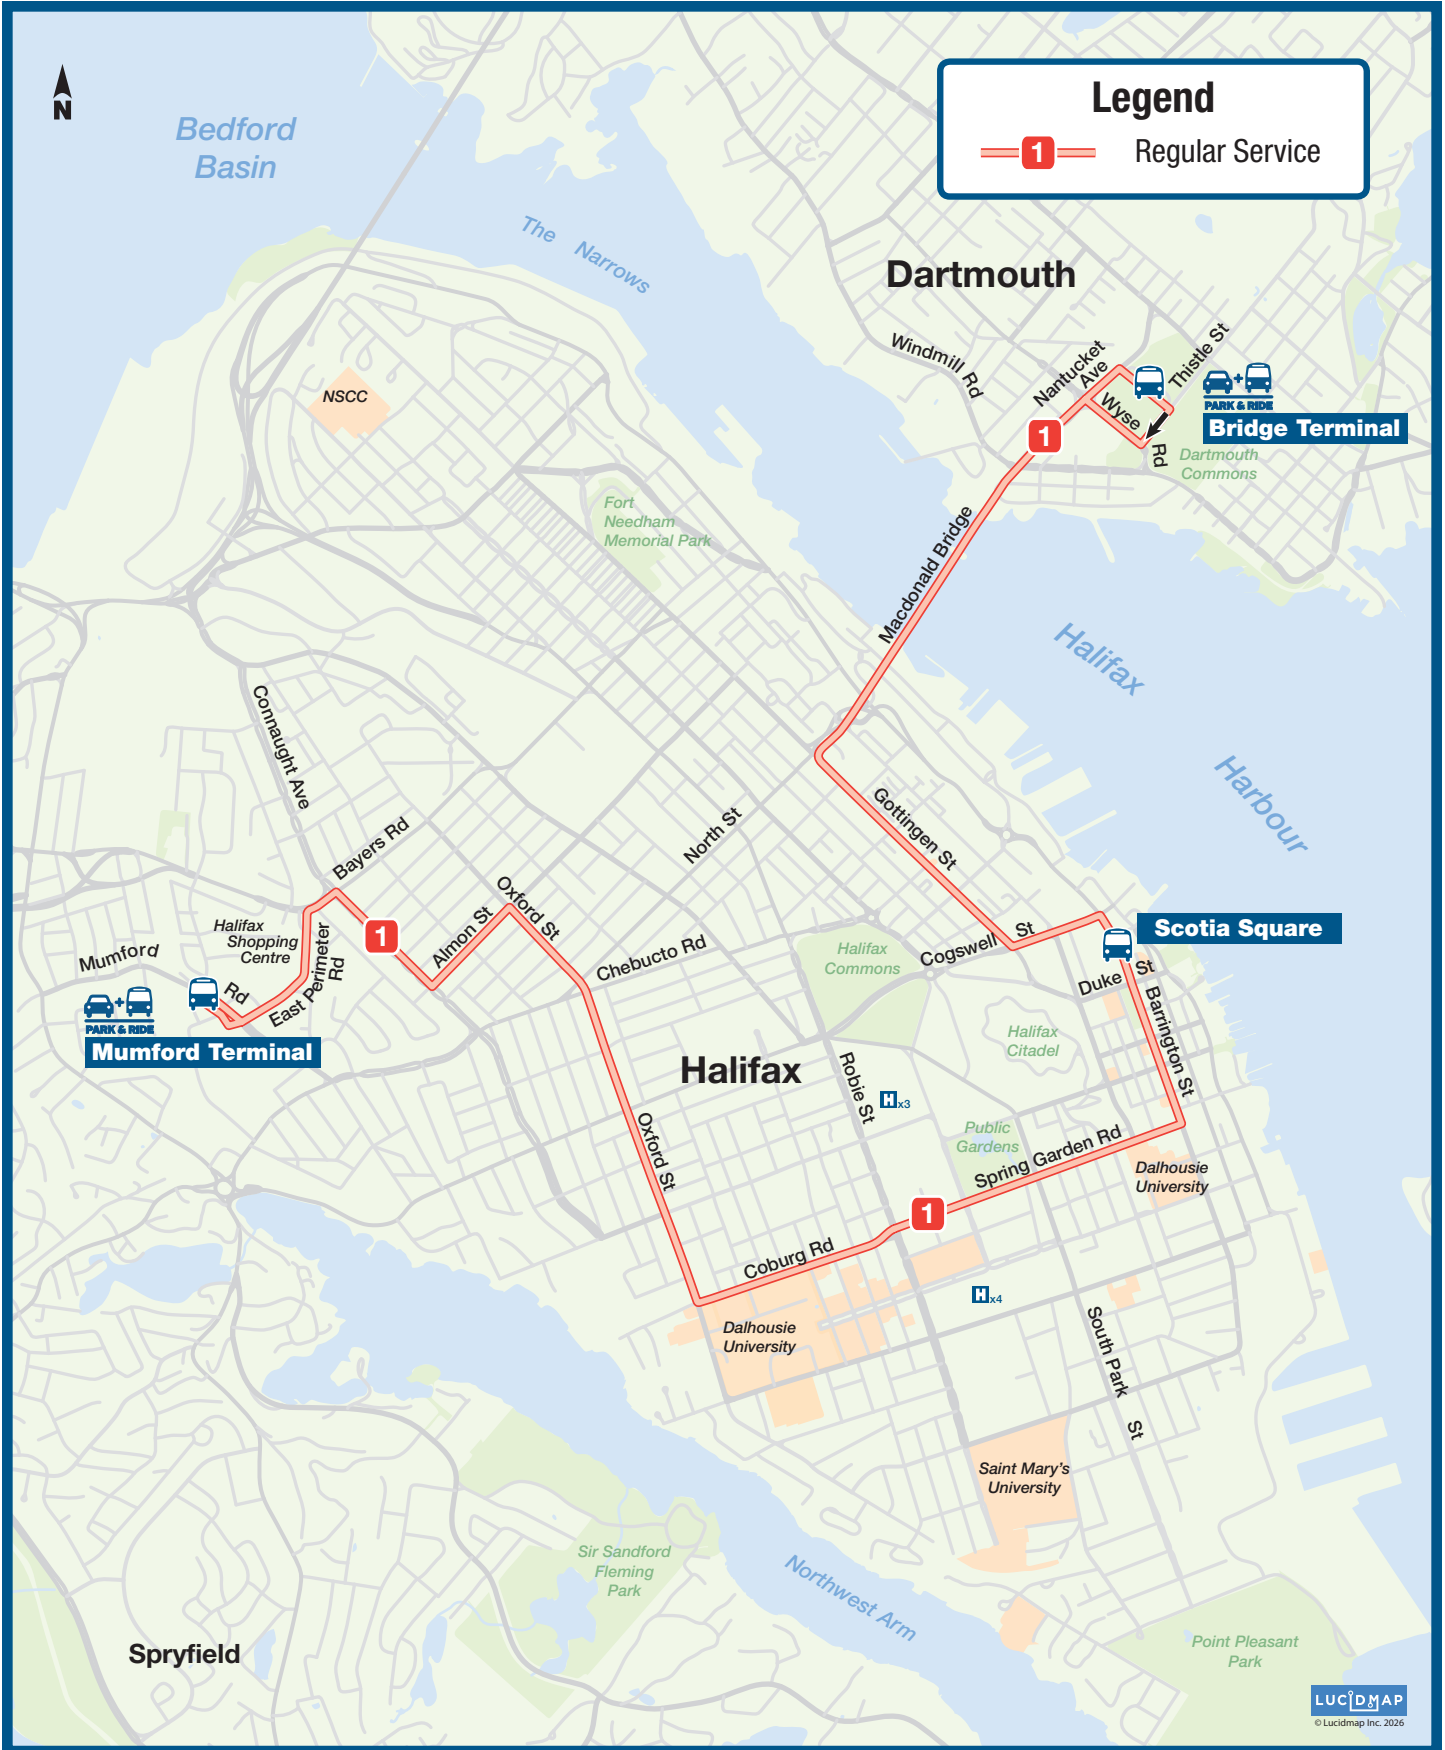 N
Bedford
Basin
Legend
1
Regular Service
The Narrows
Dartmouth
Windmill Rd
Nantucket
Ave
Thistle St
Wyse
Rd
PARK & RIDE
Bridge Terminal
1
Dartmouth
Commons
NSCC
Fort
Needham
Memorial Park
Macdonald Bridge
Halifax
Harbour
Connaught Ave
Bayers Rd
North St
Gottingen St
Oxford St
Almon St
1
Halifax
Shopping
Centre
Mumford
Rd
East Perimeter
Rd
Chebucto Rd
Halifax
Commons
Cogswell St
Scotia Square
Duke St
Barrington St
PARK & RIDE
Mumford Terminal
Halifax
Citadel
Halifax
Robie St
H x3
Public
Gardens
Spring Garden Rd
Oxford St
Dalhousie
University
1
Coburg Rd
H x4
Dalhousie
University
South Park St
Saint Mary's
University
Sir Sandford
Fleming
Park
Northwest Arm
Spryfield
Point Pleasant
Park
LUCIDMAP
© Lucidmap Inc. 2026